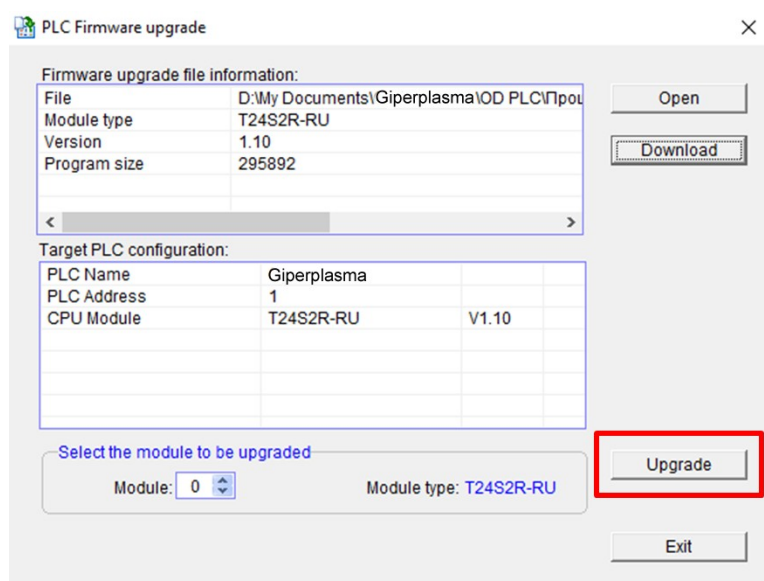 PLC Firmware upgrade
Firmware upgrade file information:
File D:\My Documents\Giperplasma\OD PLC\Прош
Module type T24S2R-RU
Version 1.10
Program size 295892
Open
Download
Target PLC configuration:
PLC Name Giperplasma
PLC Address 1
CPU Module T24S2R-RU V1.10
Select the module to be upgraded
Module: 0 Module type: T24S2R-RU
Upgrade
Exit